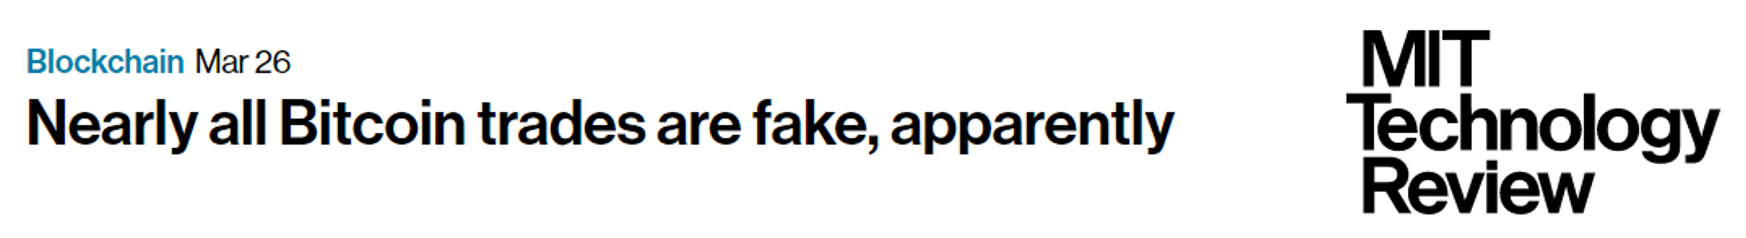 Blockchain Mar 26
Nearly all Bitcoin trades are fake, apparently
MIT
Technology
Review